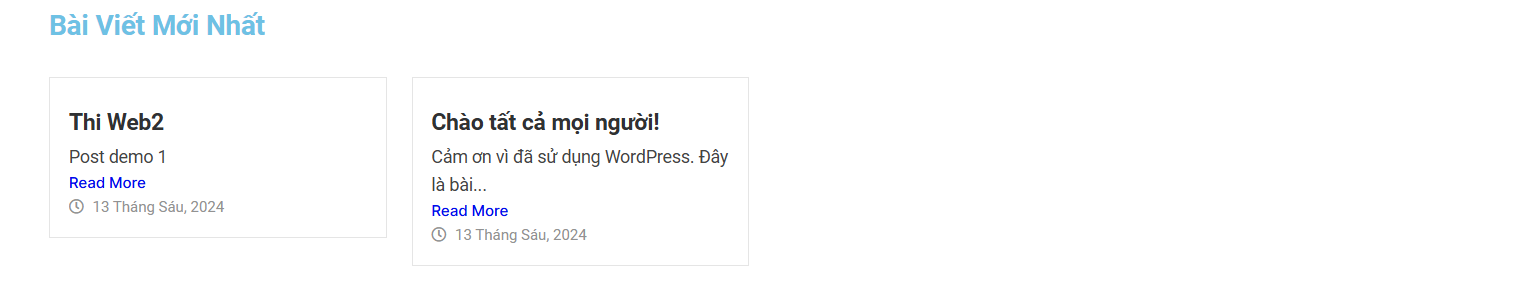 Bài Viết Mới Nhất
Thi Web2
Post demo 1
Read More
13 Tháng Sáu, 2024
Chào tất cả mọi người!
Cảm ơn vì đã sử dụng WordPress. Đây
là bài...
Read More
13 Tháng Sáu, 2024